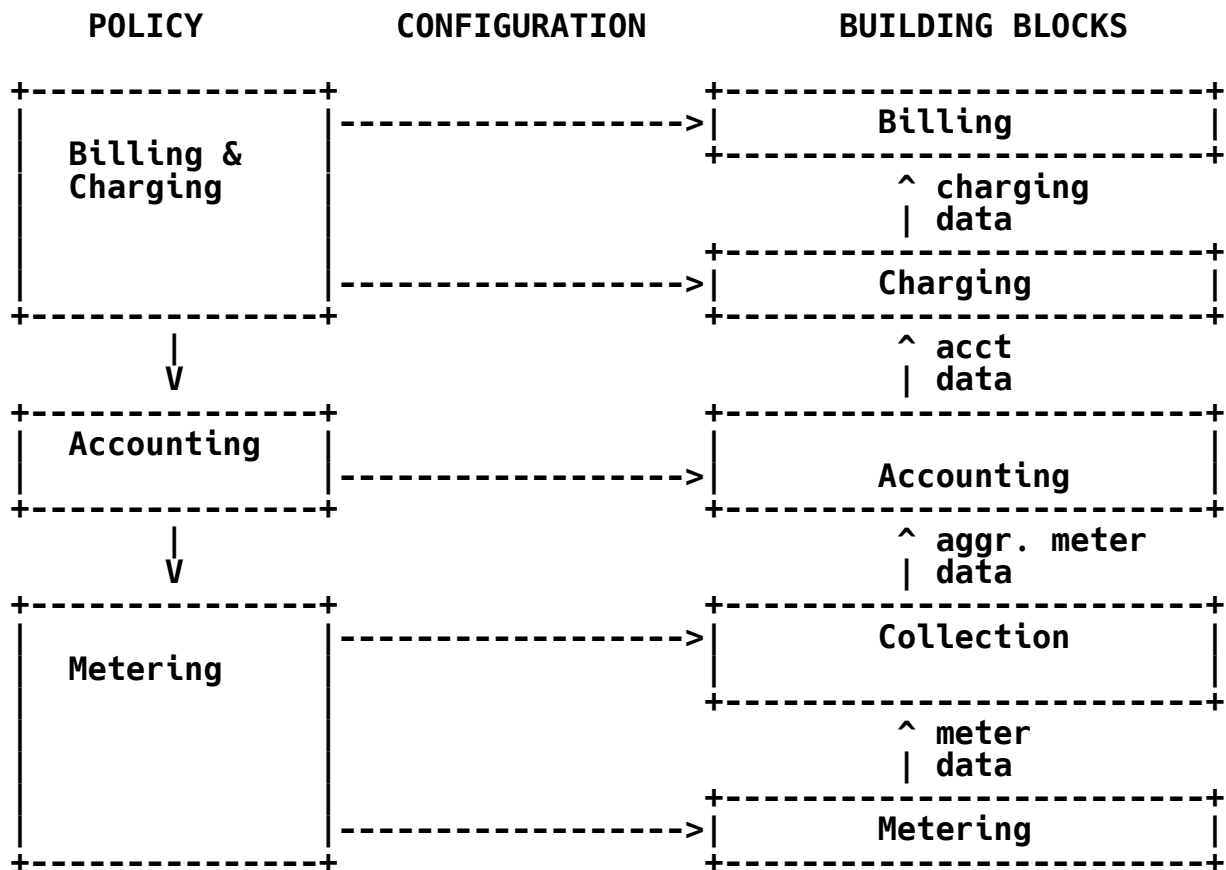 POLICY CONFIGURATION BUILDING BLOCKS
Billing
Billing &
Charging
^ charging
| data
Charging
| ^ acct
V | data
Accounting
Accounting
| ^ aggr. meter
V | data
Collection
Metering
^ meter
| data
Metering